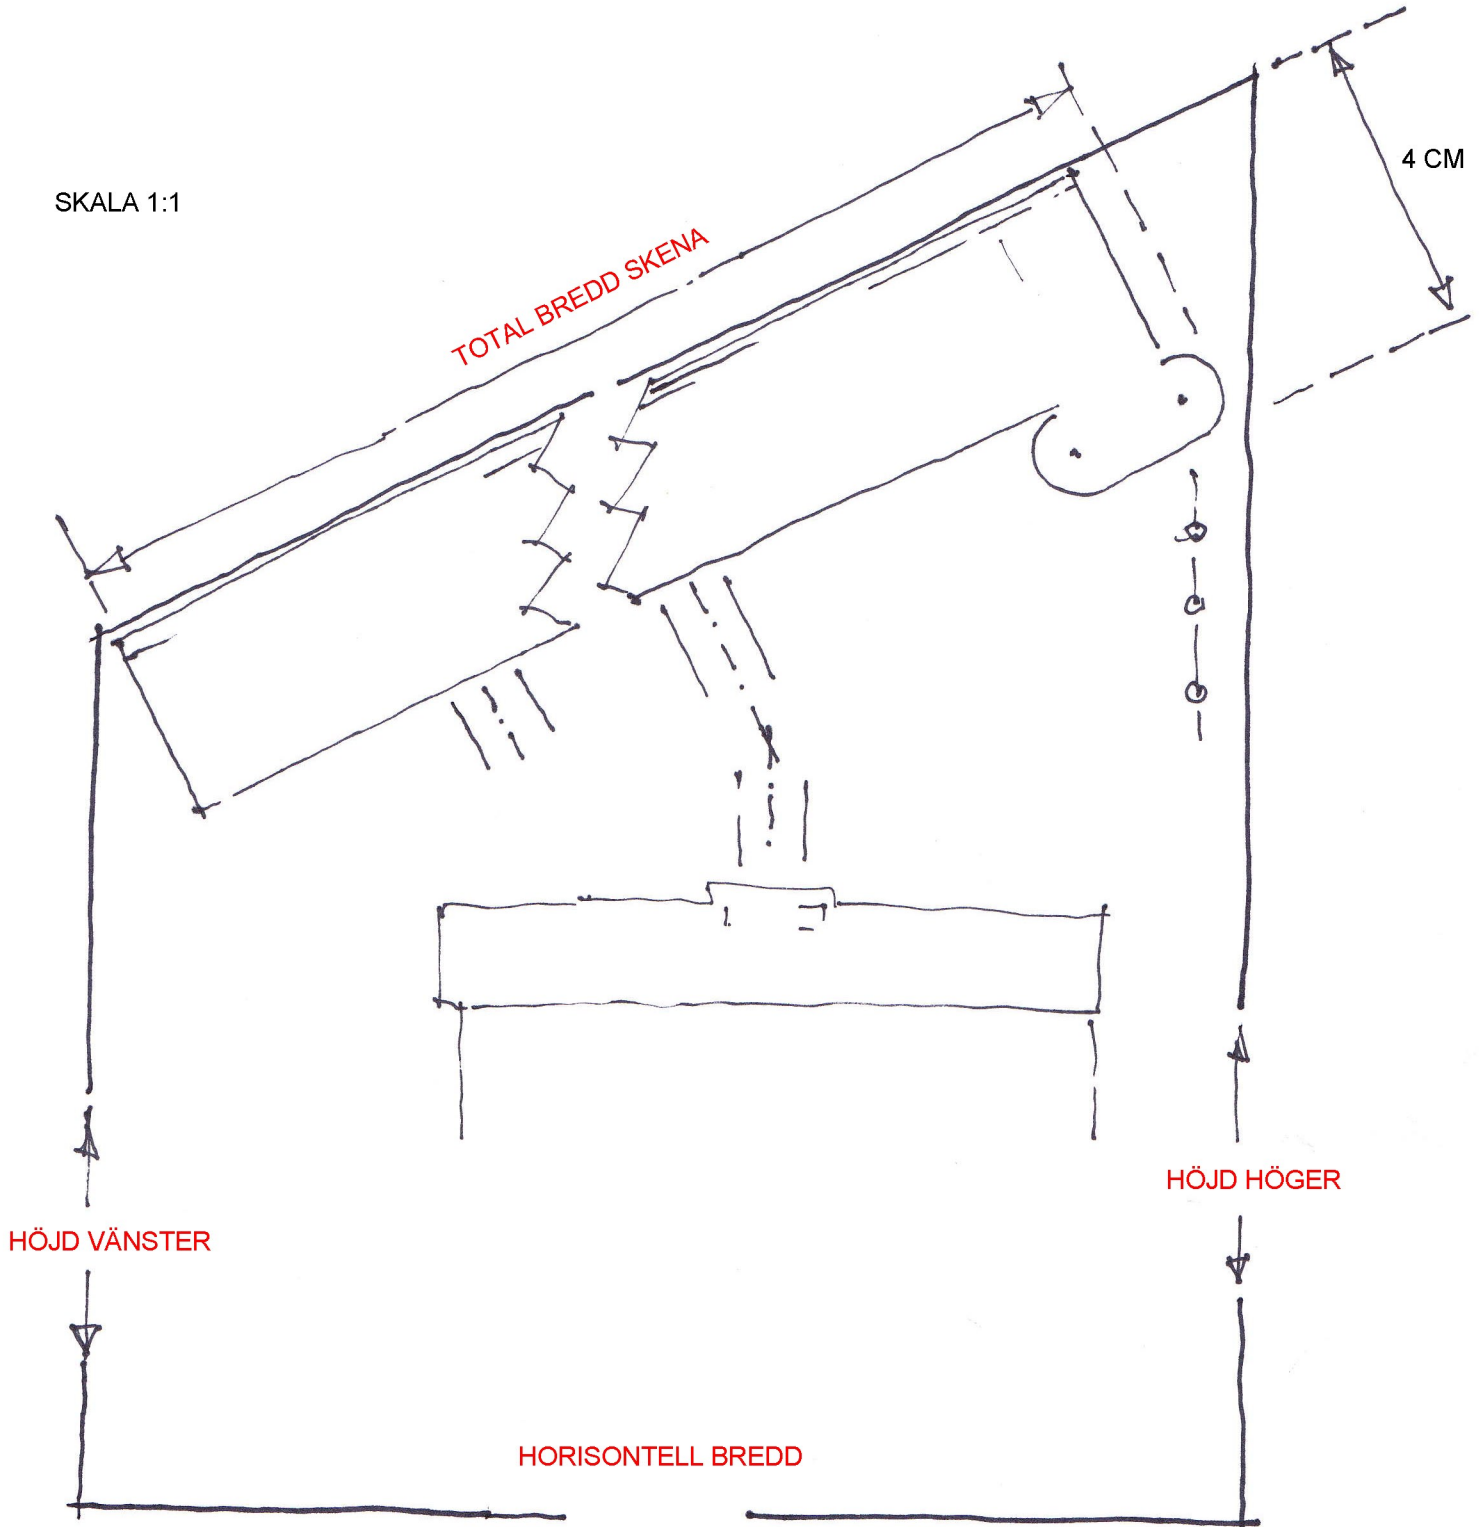 4 CM
SKALA 1:1
TOTAL BREDD SKENA
HÖJD HÖGER
HÖJD VÄNSTER
HORISONTELL BREDD